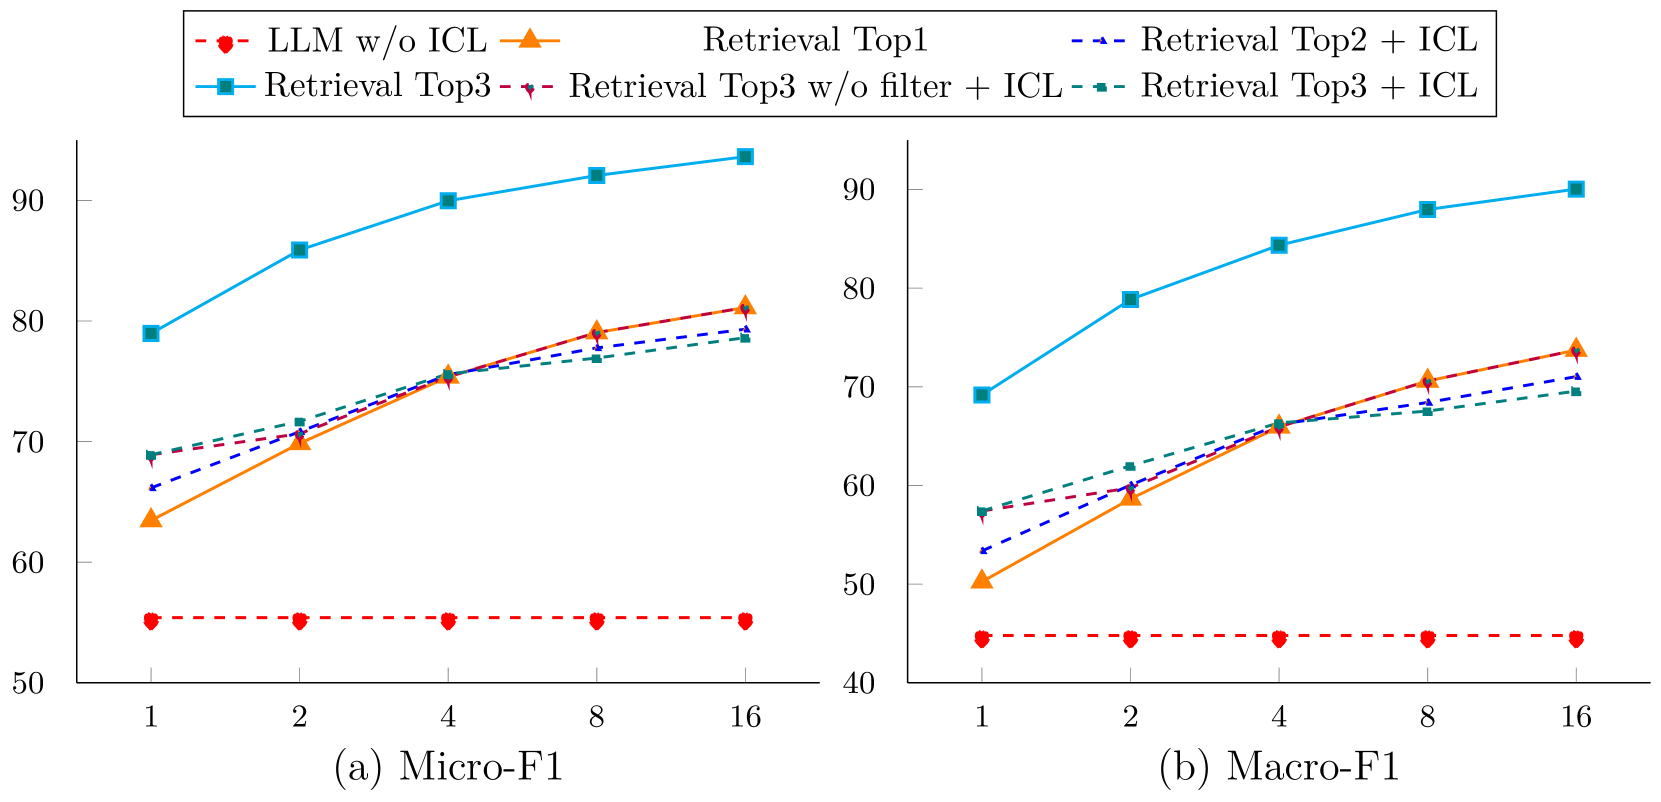 LLM w/o ICL Retrieval Top1 Retrieval Top2 + ICL
Retrieval Top3 Retrieval Top3 w/o filter + ICL Retrieval Top3 + ICL
90
80
70
60
50
1 2 4 8 16
(a) Micro-F1
90
80
70
60
50
40
1 2 4 8 16
(b) Macro-F1